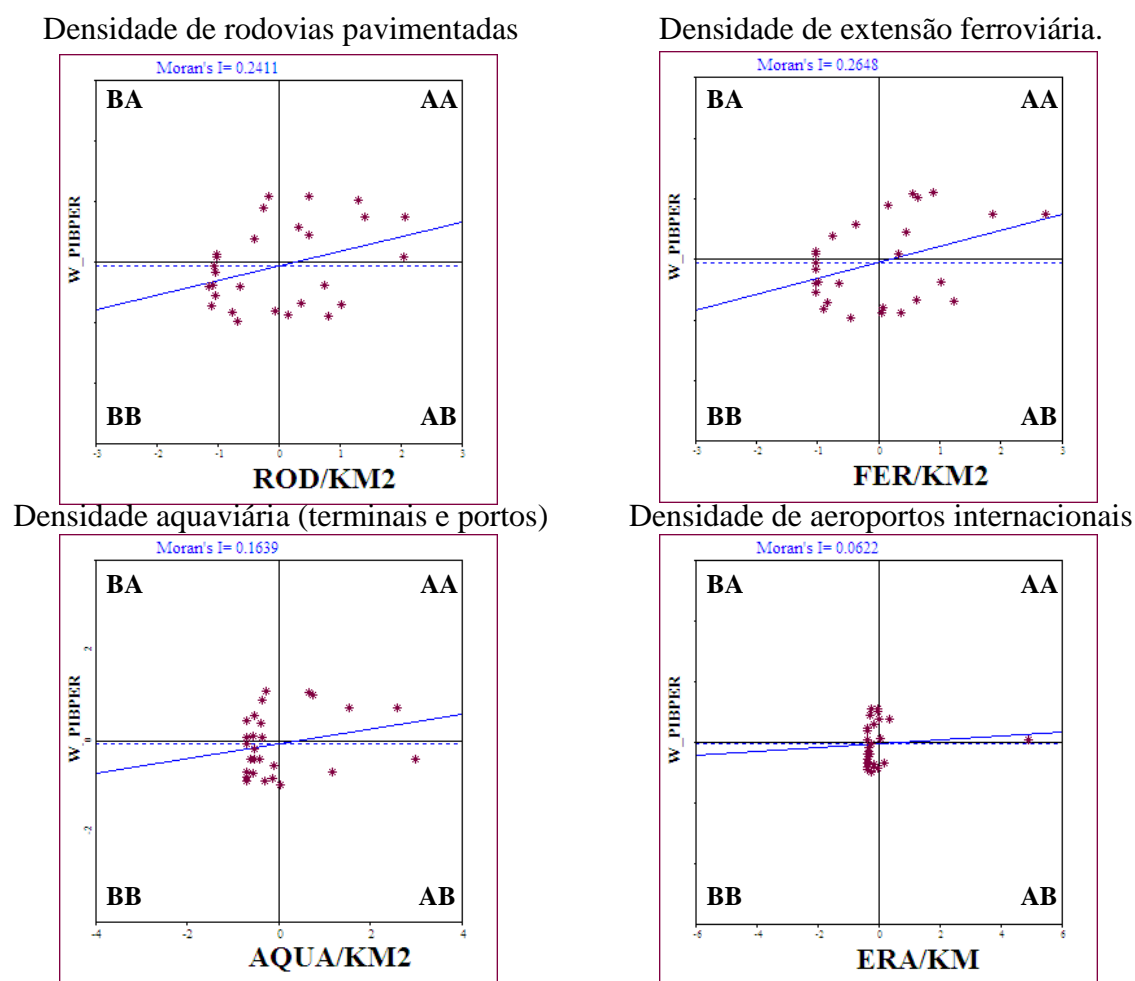 Densidade de rodovias pavimentadas
Moran's I= 0.2411
BA AA
W_PIBPER
BB AB
-3 -2 -1 0 1 2 3
ROD/KM2
Densidade de extensão ferroviária.
Moran's I= 0.2648
BA AA
W_PIBPER
BB AB
-3 -2 -1 0 1 2 3
FER/KM2
Densidade aquaviária (terminais e portos)
Moran's I= 0.1639
BA AA
2
W_PIBPER
0
-2
BB AB
-4 -2 0 2 4
AQUA/KM2
Densidade de aeroportos internacionais
Moran's I= 0.0622
BA AA
W_PIBPER
BB AB
-6 -4 -2 0 2 4 6
ERA/KM